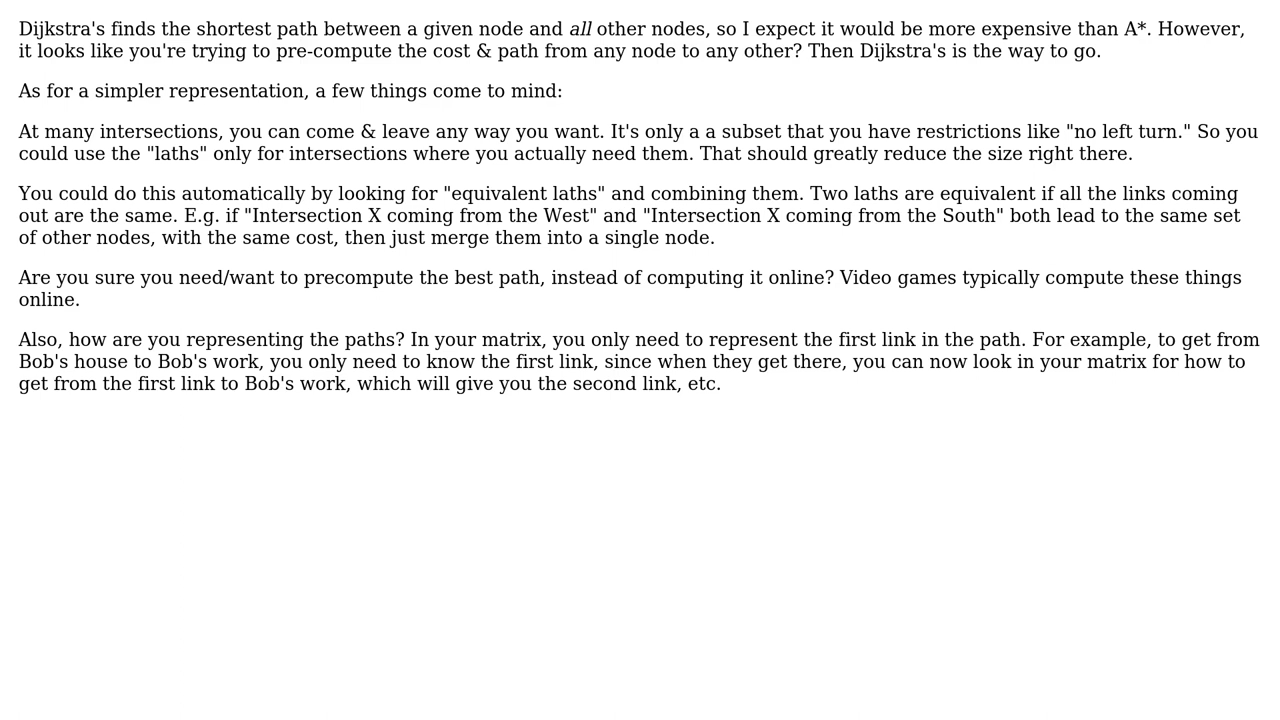 Dijkstra's finds the shortest path between a given node and all other nodes, so I expect it would be more expensive than A*. However,
it looks like you're trying to pre-compute the cost & path from any node to any other? Then Dijkstra's is the way to go.
As for a simpler representation, a few things come to mind:
At many intersections, you can come & leave any way you want. It's only a a subset that you have restrictions like "no left turn." So you
could use the "laths" only for intersections where you actually need them. That should greatly reduce the size right there.
You could do this automatically by looking for "equivalent laths" and combining them. Two laths are equivalent if all the links coming
out are the same. E.g. if "Intersection X coming from the West" and "Intersection X coming from the South" both lead to the same set
of other nodes, with the same cost, then just merge them into a single node.
Are you sure you need/want to precompute the best path, instead of computing it online? Video games typically compute these things
online.
Also, how are you representing the paths? In your matrix, you only need to represent the first link in the path. For example, to get from
Bob's house to Bob's work, you only need to know the first link, since when they get there, you can now look in your matrix for how to
get from the first link to Bob's work, which will give you the second link, etc.